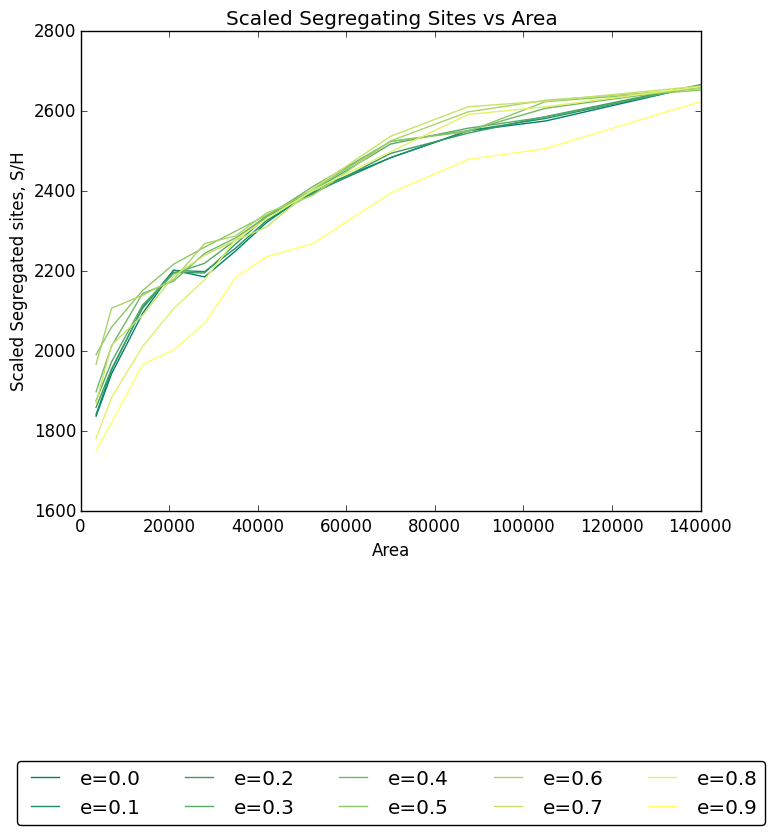 Scaled Segregating Sites vs Area
2800
2600
2400
2200
2000
1800
1600
Scaled Segregated sites, S/H
0 20000 40000 60000 80000 100000 120000 140000
Area
e=0.0 e=0.2 e=0.4 e=0.6 e=0.8
e=0.1 e=0.3 e=0.5 e=0.7 e=0.9